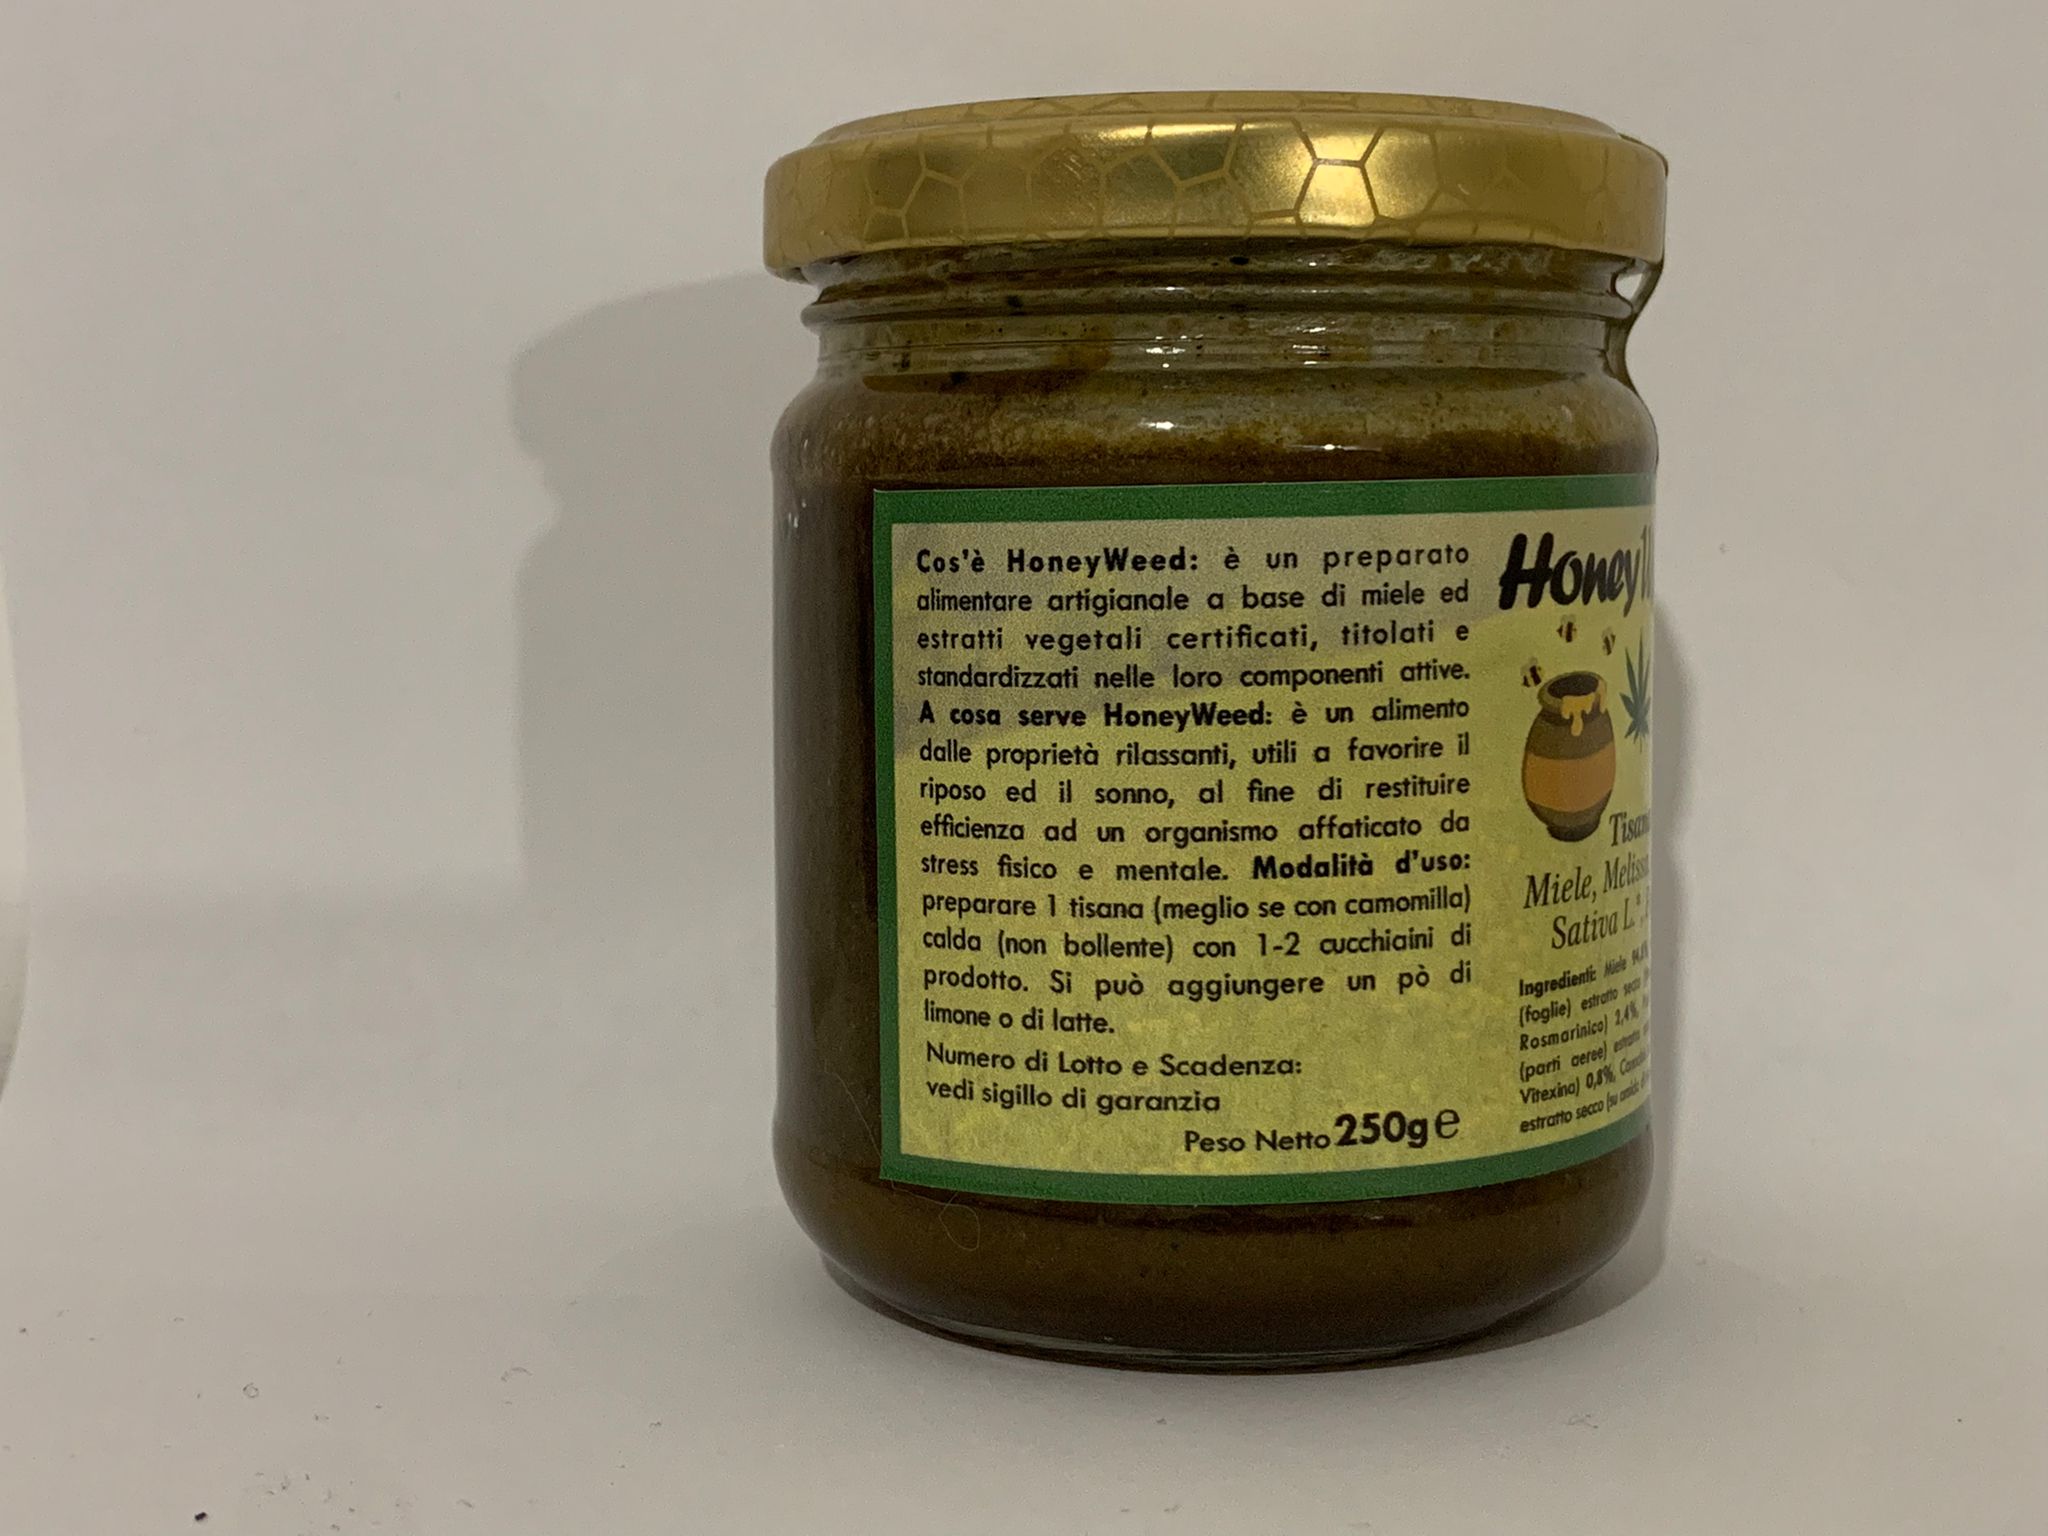 Cos'è HoneyWeed: è un preparato
alimentare artigianale a base di miele ed
estratti vegetali certificati, titolati e
standardizzati nelle loro componenti attive.
A cosa serve HoneyWeed: è un alimento
dalle proprietà rilassanti, utili a favorire il
riposo ed il sonno, al fine di restituire
efficienza ad un organismo affaticato da
stress fisico e mentale. Modalità d'uso:
preparare 1 tisana (meglio se con camomilla)
calda (non bollente) con 1-2 cucchiaini di
prodotto. Si può aggiungere un pò di
limone o di latte.
Numero di Lotto e Scadenza:
vedi sigillo di garanzia
Peso Netto 250g e
Honey
Miele,
Sativa L.*,
Ingredienti: Miele
(foglie) estratto secco
Rosmarinico) 2,4%,
(parti aeree)
Vitexina) 0,8%,
estratto secco (su amido